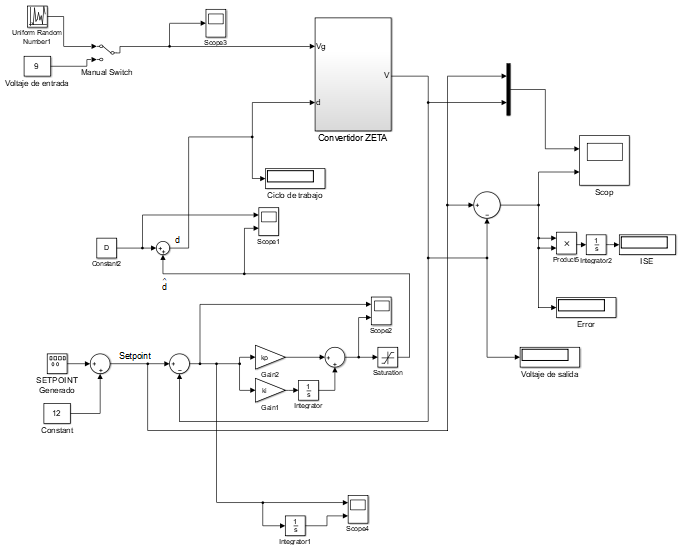 Uniform Random
Number1
Scope3
9
Voltaje de entrada
Manual Switch
Vg
V
d
Convertidor ZETA
Ciclo de trabajo
Scop
D
Constant2
d
^
d
Scope1
×
Product5
1
s
Integrator2
ISE
Error
Scope2
Setpoint
SETPOINT
Generado
kp
Gain2
ki
Gain1
1
s
Integrator
Saturation
Voltaje de salida
12
Constant
1
s
Integrator1
Scope4